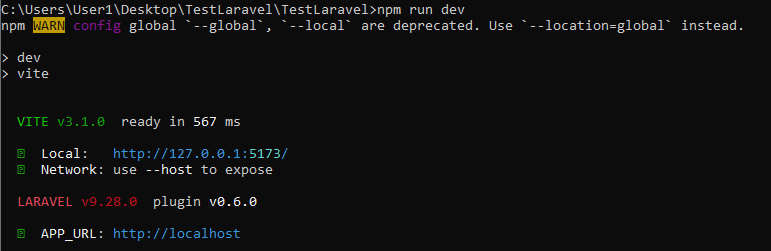 C:\Users\User1\Desktop\TestLaravel\TestLaravel>npm run dev
npm WARN config global `--global`, `--local` are deprecated. Use `--location=global` instead.
> dev
> vite
VITE v3.1.0  ready in 567 ms
Local:   http://127.0.0.1:5173/
Network: use --host to expose
LARAVEL v9.28.0  plugin v0.6.0
APP_URL: http://localhost